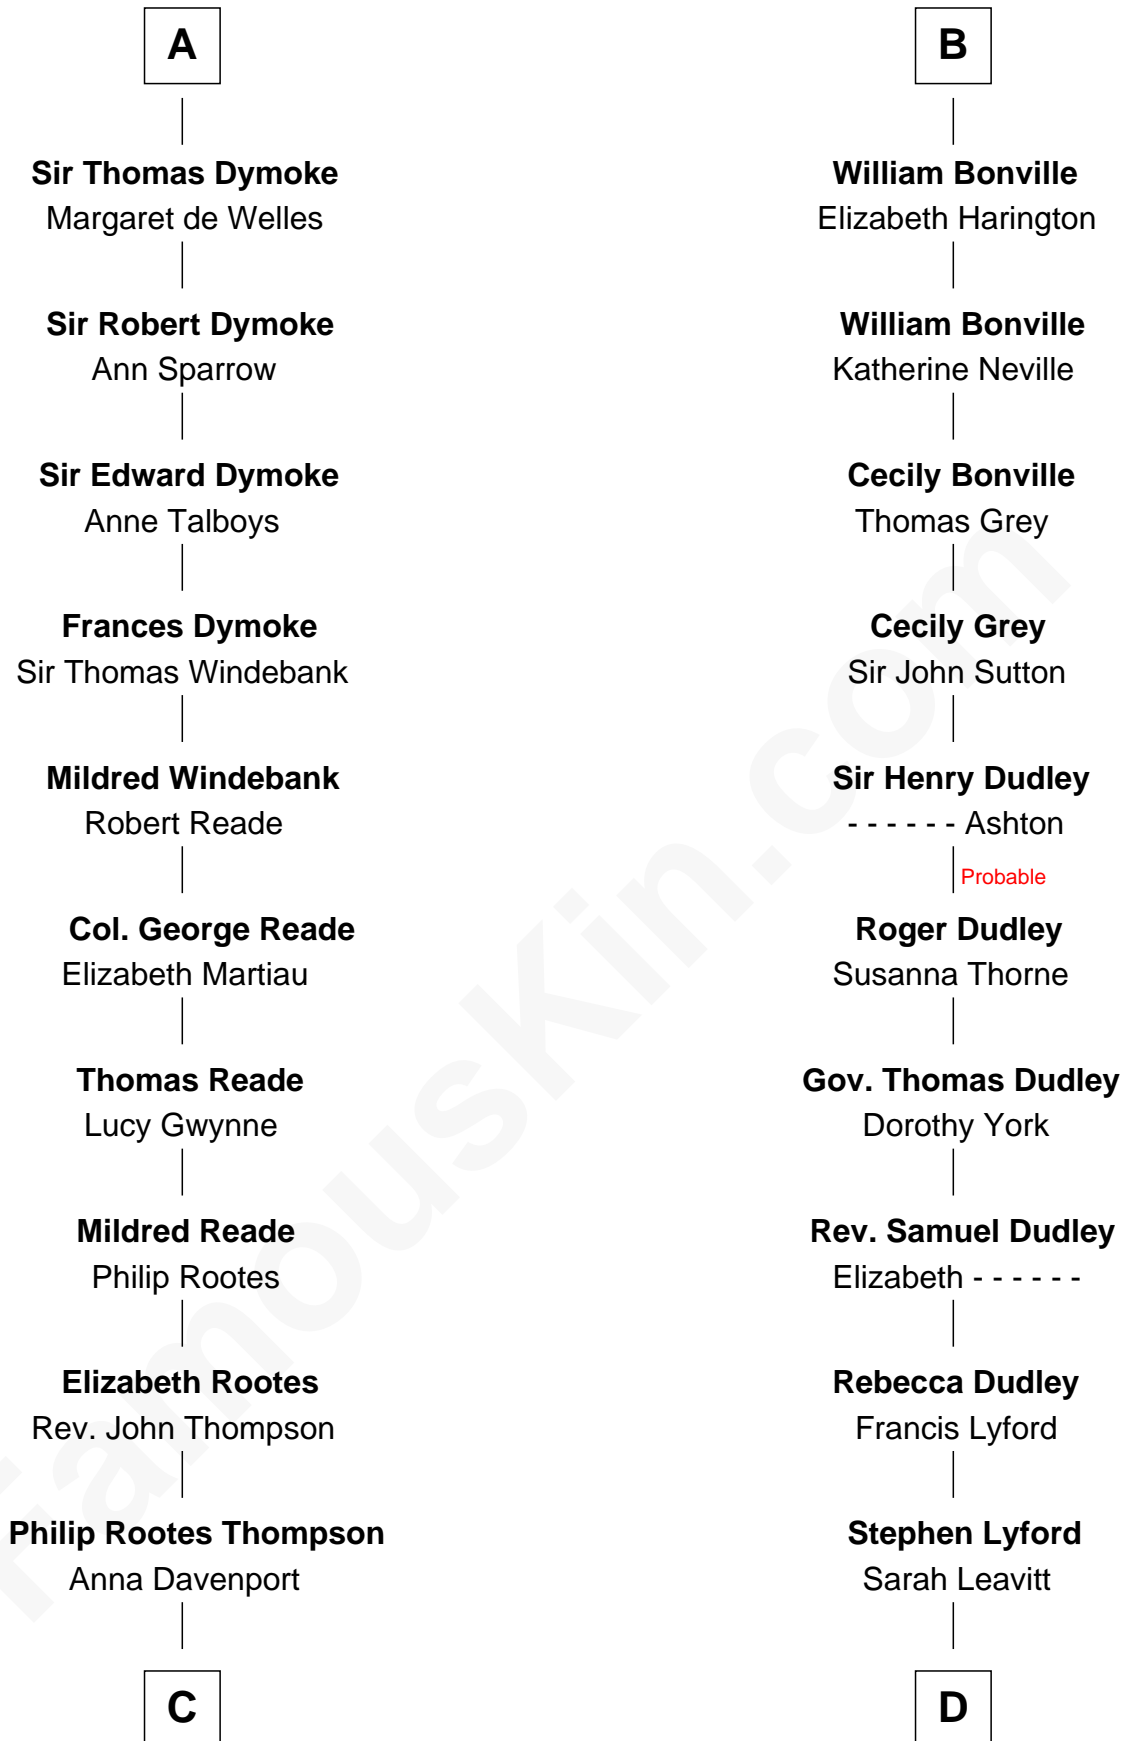 A
Sir Thomas Dymoke
Margaret de Welles
Sir Robert Dymoke
Ann Sparrow
Sir Edward Dymoke
Anne Talboys
Frances Dymoke
Sir Thomas Windebank
Mildred Windebank
Robert Reade
Col. George Reade
Elizabeth Martiau
Thomas Reade
Lucy Gwynne
Mildred Reade
Philip Rootes
Elizabeth Rootes
Rev. John Thompson
Philip Rootes Thompson
Anna Davenport
C
B
William Bonville
Elizabeth Harington
William Bonville
Katherine Neville
Cecily Bonville
Thomas Grey
Cecily Grey
Sir John Sutton
Sir Henry Dudley
- - - - - - Ashton
Probable
Roger Dudley
Susanna Thorne
Gov. Thomas Dudley
Dorothy York
Rev. Samuel Dudley
Elizabeth - - - - - -
Rebecca Dudley
Francis Lyford
Stephen Lyford
Sarah Leavitt
D
FamousKin.com